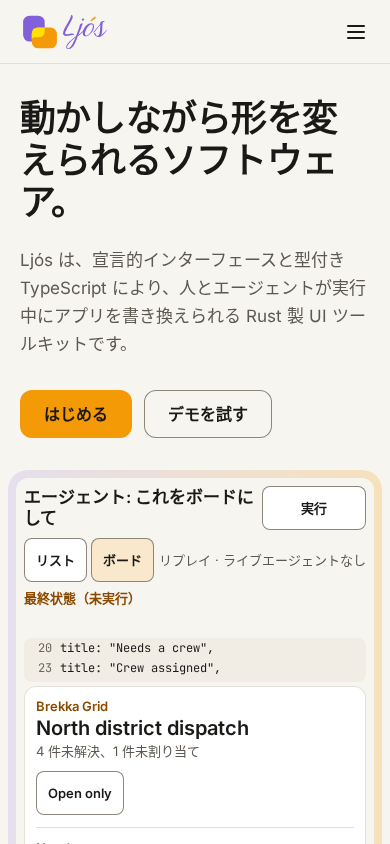 Ljós
動かしながら形を変
えられるソフトウェ
ア。
Ljós は、宣言的インターフェースと型付き
TypeScript により、人とエージェントが実行
中にアプリを書き換えられる Rust 製 UI ツー
ルキットです。
はじめる
デモを試す
エージェント: これをボードに
して
実行
リスト
ボード
リプレイ · ライブエージェントなし
最終状態（未実行）
20 title: "Needs a crew",
23 title: "Crew assigned",
Brekka Grid
North district dispatch
4 件未解決、1 件未割り当て
Open only